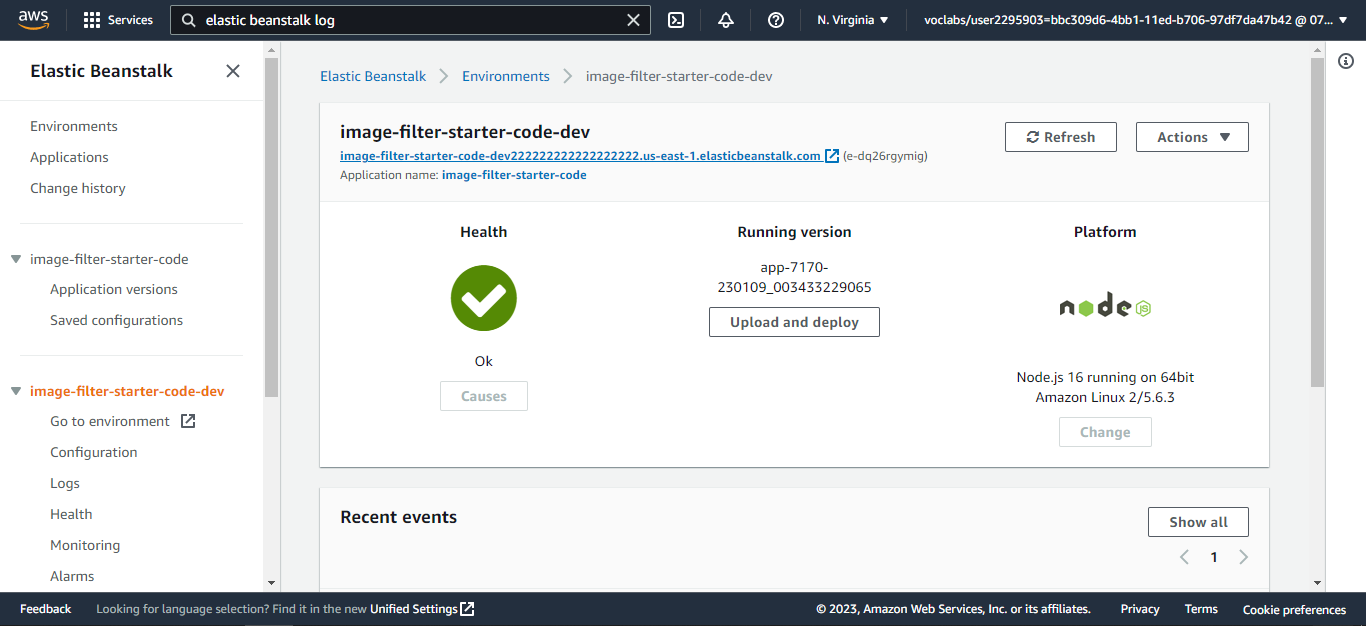 aws
Services
elastic beanstalk log
N. Virginia
voclabs/user2295903=bbc309d6-4bb1-11ed-b706-97df7da47b42 @ 07...
Elastic Beanstalk
Environments
Applications
Change history
image-filter-starter-code
Application versions
Saved configurations
image-filter-starter-code-dev
Go to environment
Configuration
Logs
Health
Monitoring
Alarms
Elastic Beanstalk
Environments
image-filter-starter-code-dev
image-filter-starter-code-dev
image-filter-starter-code-dev222222222222222222.us-east-1.elasticbeanstalk.com (e-dq26rgymig)
Application name: image-filter-starter-code
Refresh
Actions
Health
Ok
Causes
Running version
app-7170-
230109_003433229065
Upload and deploy
Platform
node JS
Node.js 16 running on 64bit
Amazon Linux 2/5.6.3
Change
Recent events
Show all
1
Feedback
Looking for language selection? Find it in the new Unified Settings
© 2023, Amazon Web Services, Inc. or its affiliates.
Privacy
Terms
Cookie preferences